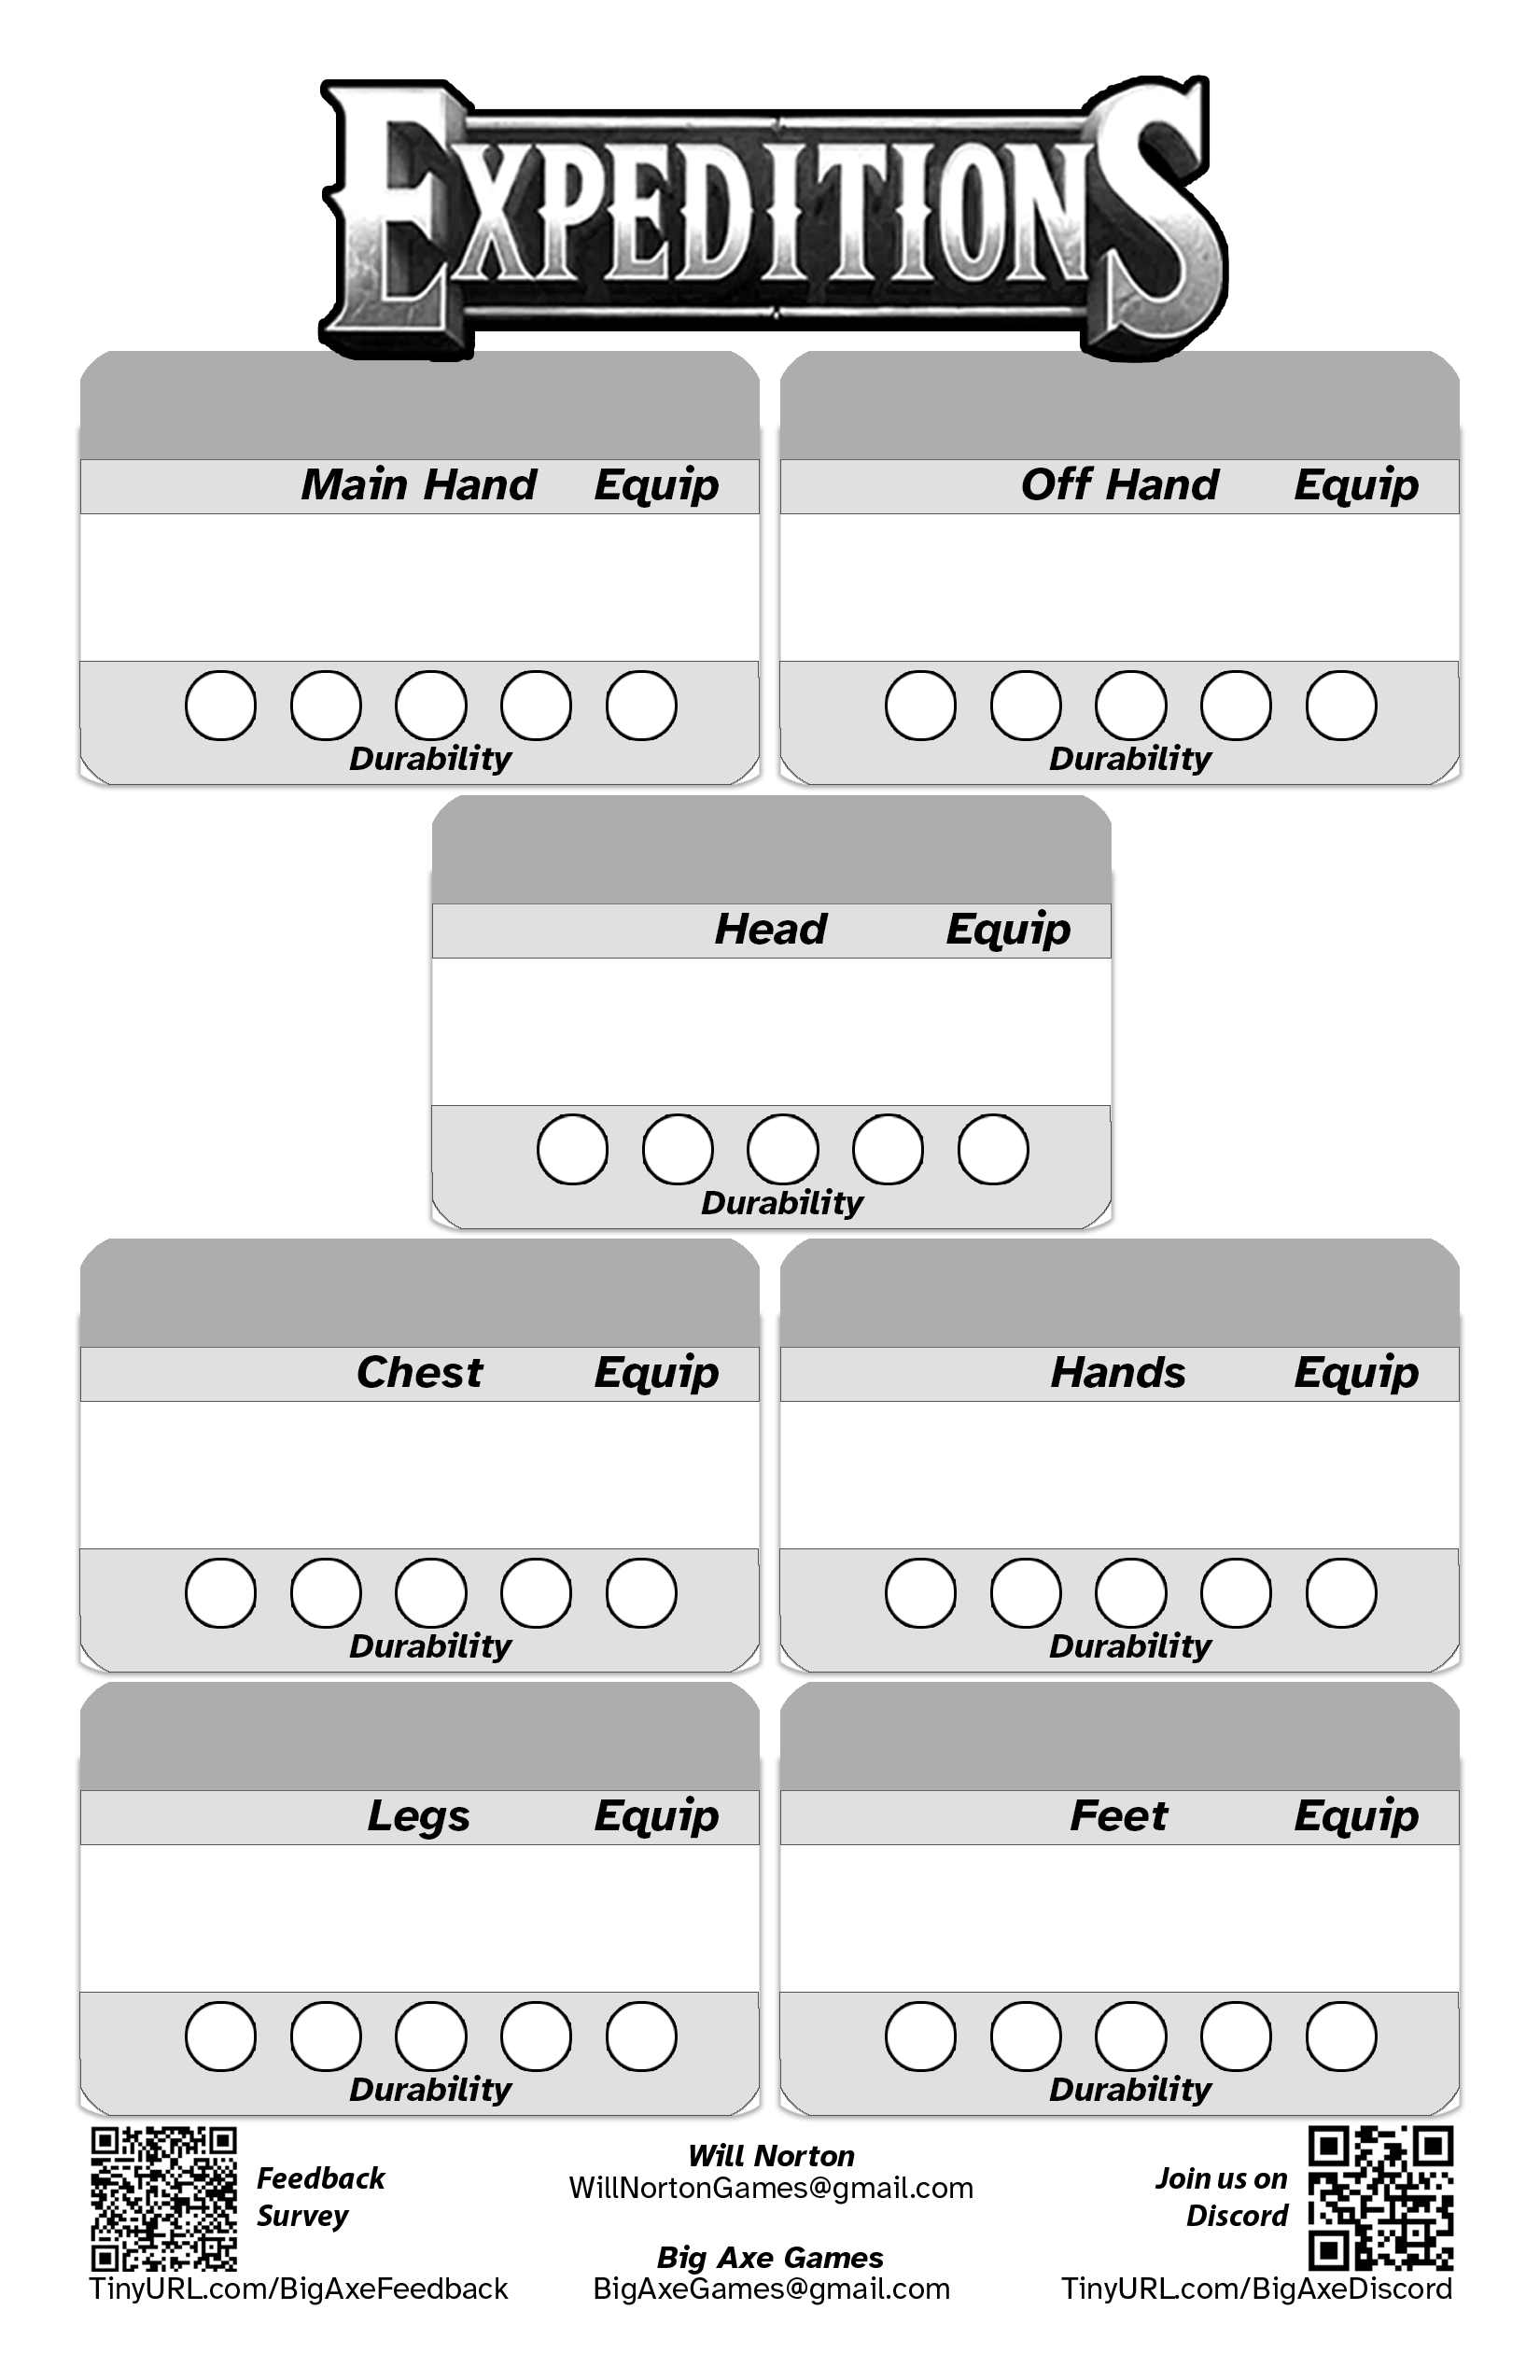 EXPEDITIONS
Main Hand Equip
Durability
Off Hand Equip
Durability
Head Equip
Durability
Chest Equip
Durability
Hands Equip
Durability
Legs Equip
Durability
Feet Equip
Durability
Feedback
Survey
TinyURL.com/BigAxeFeedback
Will Norton
WillNortonGames@gmail.com
Big Axe Games
BigAxeGames@gmail.com
Join us on
Discord
TinyURL.com/BigAxeDiscord